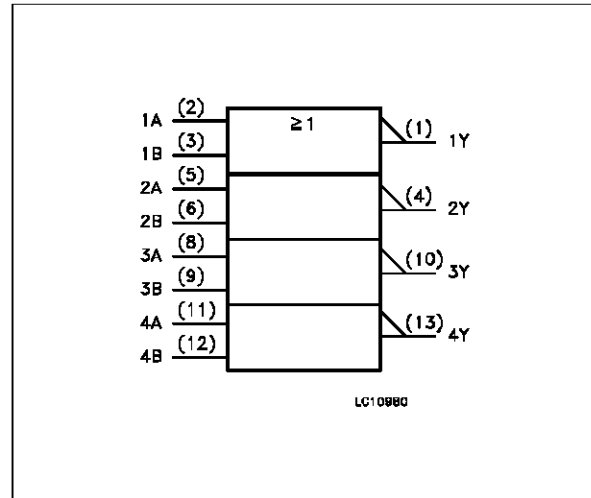 1A (2) ≥1 (1) 1Y
1B (3)
2A (5) (4) 2Y
2B (6)
3A (8) (10) 3Y
3B (9)
4A (11) (13) 4Y
4B (12)
LC10980